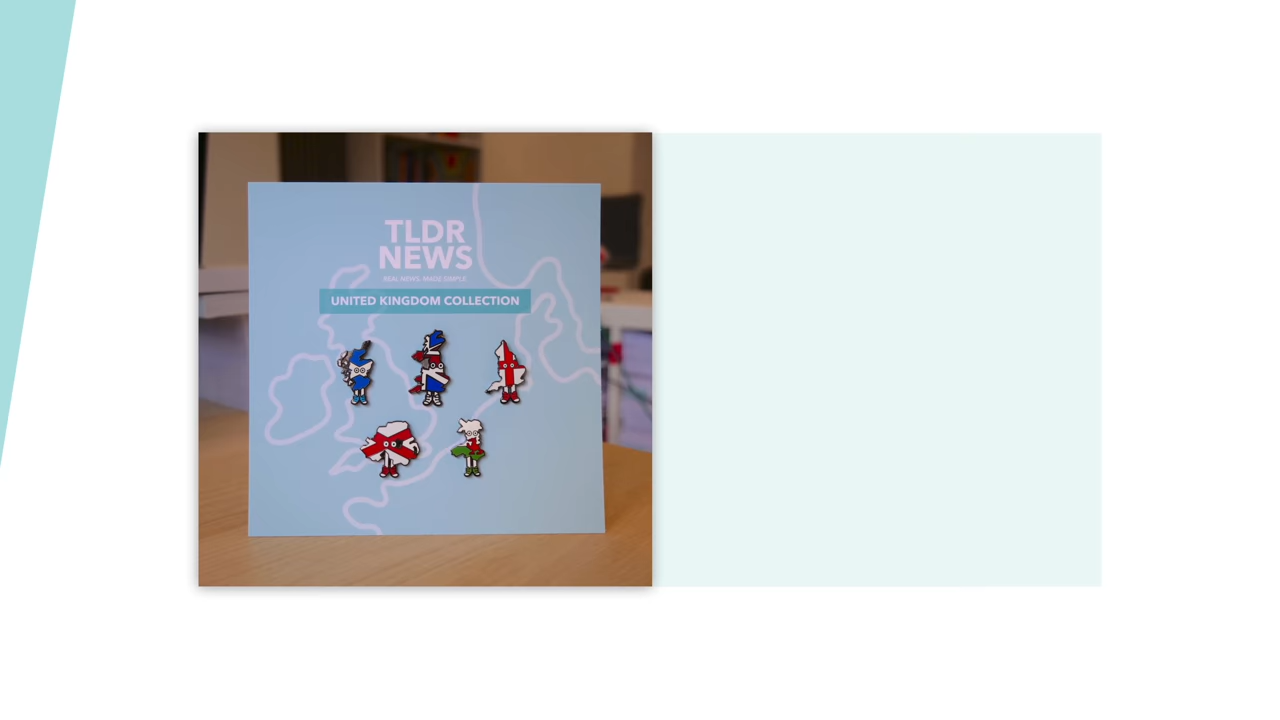 TLDR
NEWS
REAL NEWS. MADE SIMPLE.
UNITED KINGDOM COLLECTION